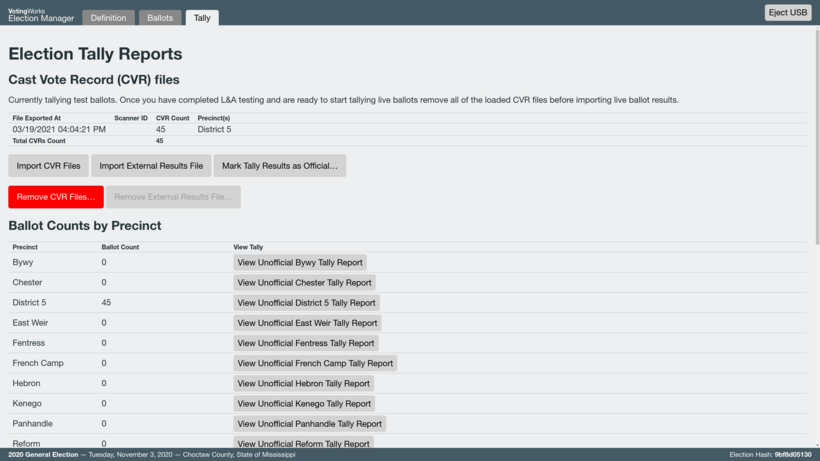 VotingWorks
Election Manager
Definition
Ballots
Tally
Eject USB
Election Tally Reports
Cast Vote Record (CVR) files
Currently tallying test ballots. Once you have completed L&A testing and are ready to start tallying live ballots remove all of the loaded CVR files before importing live ballot results.
File Exported At Scanner ID CVR Count Precinct(s)
03/19/2021 04:04:21 PM 45 District 5
Total CVRs Count 45
Import CVR Files Import External Results File Mark Tally Results as Official…
Remove CVR Files… Remove External Results File…
Ballot Counts by Precinct
Precinct Ballot Count View Tally
Bywy 0 View Unofficial Bywy Tally Report
Chester 0 View Unofficial Chester Tally Report
District 5 45 View Unofficial District 5 Tally Report
East Weir 0 View Unofficial East Weir Tally Report
Fentress 0 View Unofficial Fentress Tally Report
French Camp 0 View Unofficial French Camp Tally Report
Hebron 0 View Unofficial Hebron Tally Report
Kenego 0 View Unofficial Kenego Tally Report
Panhandle 0 View Unofficial Panhandle Tally Report
Reform 0 View Unofficial Reform Tally Report
2020 General Election — Tuesday, November 3, 2020 — Choctaw County, State of Mississippi
Election Hash: 9bf8d05130